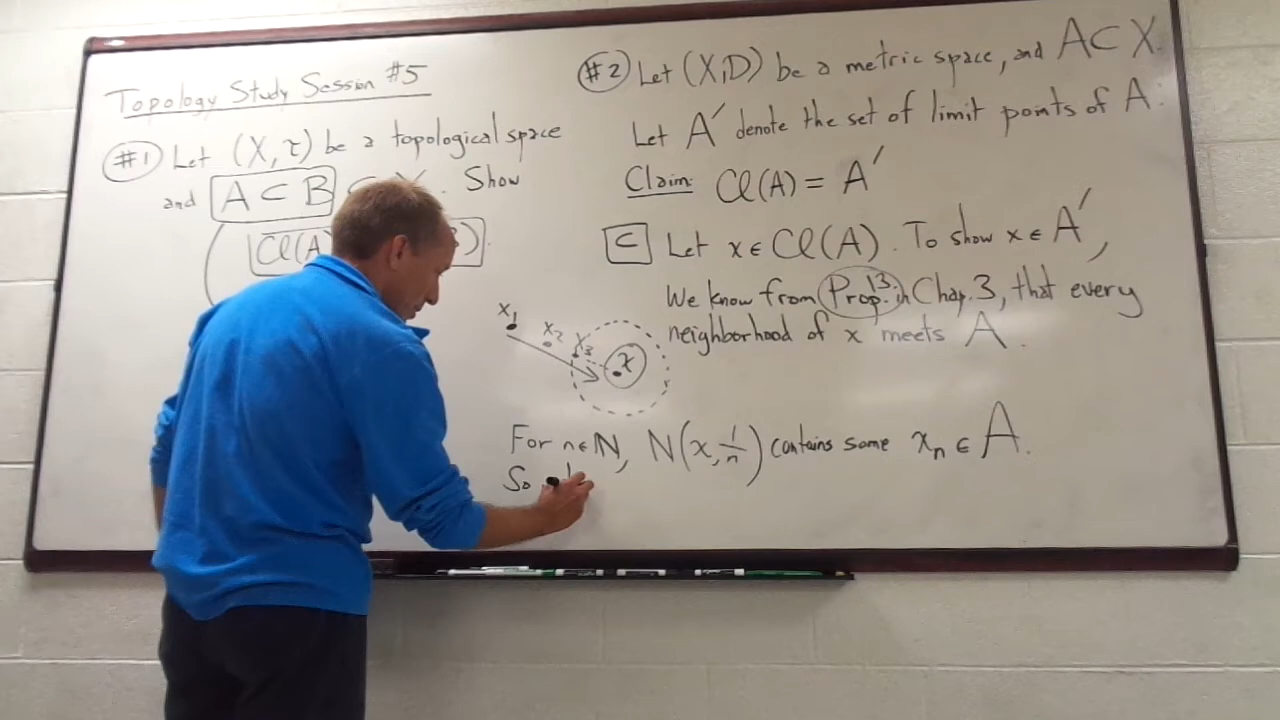 Topology Study Session #5
#1 Let (X, τ) be a topological space
and A ⊂ B . Show
Cl(A )
#2 Let (X, D) be a metric space, and A ⊂ X.
Let A′ denote the set of limit points of A.
Claim: Cl(A) = A′
⊂ Let x ∈ Cl(A). To show x ∈ A′,
We know from Prop. 13 in Chap. 3, that every
neighborhood of x meets A.
x₁
x₂
x₃
x
For n ∈ ℕ, N(x, 1/n) contains some xₙ ∈ A.
So